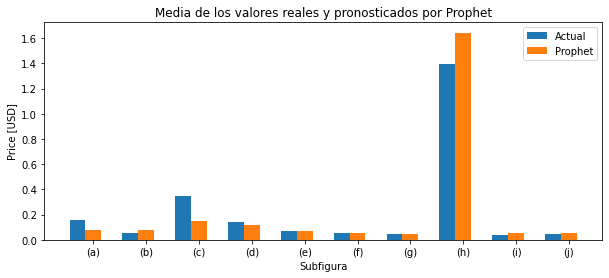 Media de los valores reales y pronosticados por Prophet
Actual
Prophet
Price [USD]
1.6
1.4
1.2
1.0
0.8
0.6
0.4
0.2
0.0
(a) (b) (c) (d) (e) (f) (g) (h) (i) (j)
Subfigura